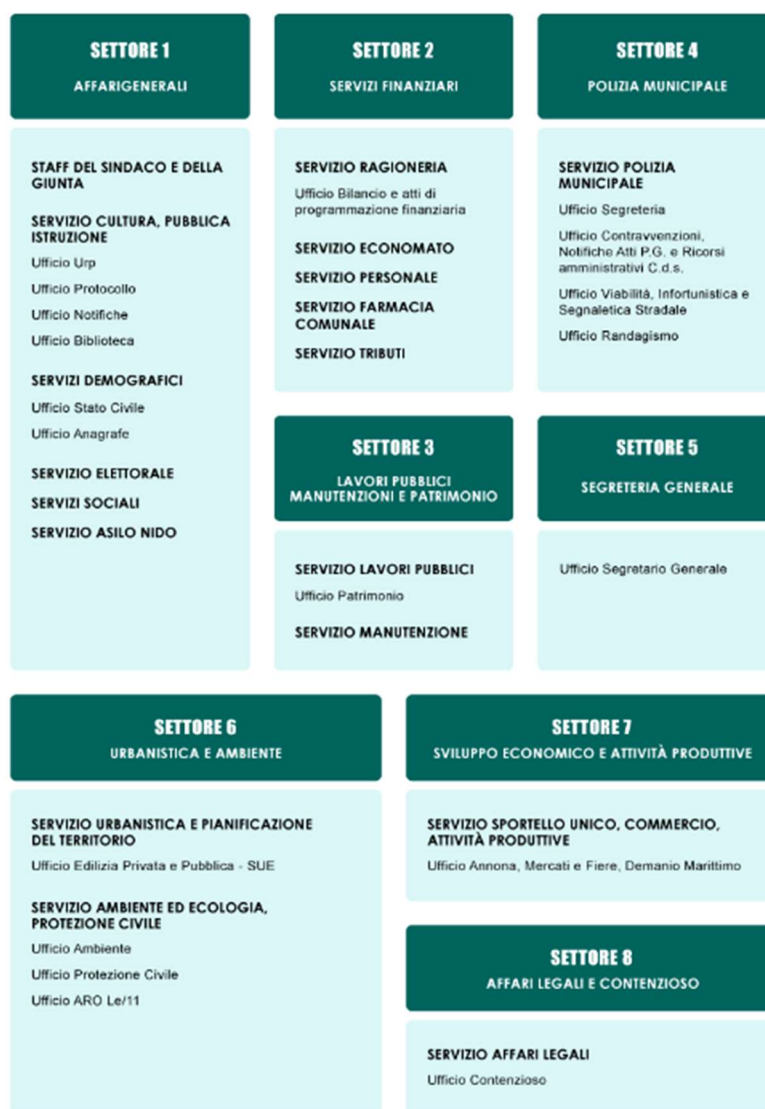 SETTORE 1
AFFARIGENERALI
STAFF DEL SINDACO E DELLA
GIUNTA
SERVIZIO CULTURA, PUBBLICA
ISTRUZIONE
Ufficio Urp
Ufficio Protocollo
Ufficio Notifiche
Ufficio Biblioteca
SERVIZI DEMOGRAFICI
Ufficio Stato Civile
Ufficio Anagrafe
SERVIZIO ELETTORALE
SERVIZI SOCIALI
SERVIZIO ASILO NIDO
SETTORE 2
SERVIZI FINANZIARI
SERVIZIO RAGIONERIA
Ufficio Bilancio e atti di
programmazione finanziaria
SERVIZIO ECONOMATO
SERVIZIO PERSONALE
SERVIZIO FARMACIA
COMUNALE
SERVIZIO TRIBUTI
SETTORE 4
POLIZIA MUNICIPALE
SERVIZIO POLIZIA
MUNICIPALE
Ufficio Segreteria
Ufficio Contravvenzioni,
Notifiche Atti P.G. e Ricorsi
amministrativi C.d.s.
Ufficio Viabilità, Infortunistica e
Segnaletica Stradale
Ufficio Randagismo
SETTORE 3
LAVORI PUBBLICI
MANUTENZIONI E PATRIMONIO
SERVIZIO LAVORI PUBBLICI
Ufficio Patrimonio
SERVIZIO MANUTENZIONE
SETTORE 5
SEGRETERIA GENERALE
Ufficio Segretario Generale
SETTORE 6
URBANISTICA E AMBIENTE
SERVIZIO URBANISTICA E PIANIFICAZIONE
DEL TERRITORIO
Ufficio Edilizia Privata e Pubblica - SUE
SERVIZIO AMBIENTE ED ECOLOGIA,
PROTEZIONE CIVILE
Ufficio Ambiente
Ufficio Protezione Civile
Ufficio ARO Le/11
SETTORE 7
SVILUPPO ECONOMICO E ATTIVITÀ PRODUTTIVE
SERVIZIO SPORTELLO UNICO, COMMERCIO,
ATTIVITÀ PRODUTTIVE
Ufficio Annona, Mercati e Fiere, Demanio Marittimo
SETTORE 8
AFFARI LEGALI E CONTENZIOSO
SERVIZIO AFFARI LEGALI
Ufficio Contenzioso